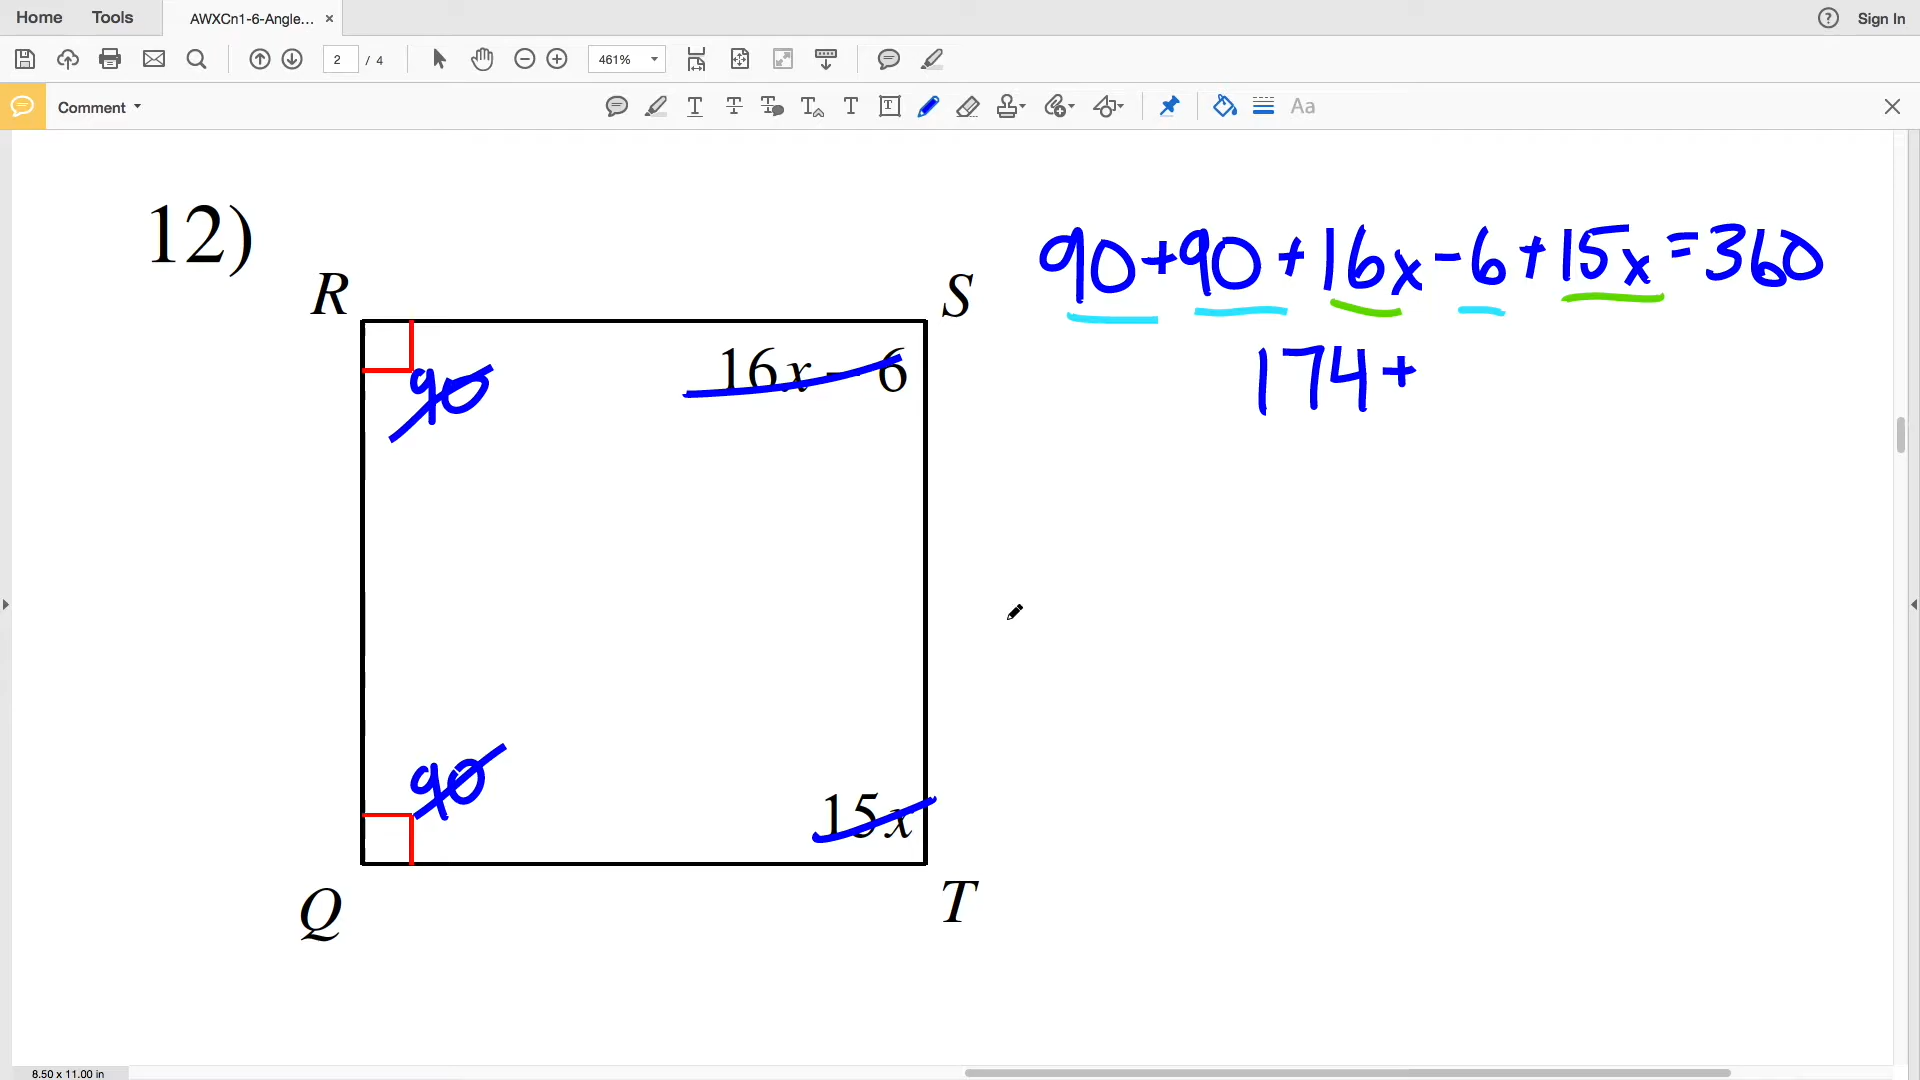 Home Tools AWXCn1-6-Angle... × ? Sign In
2 / 4 461%
Comment T T T T T T Aa
12)
90+90+16x-6+15x=360
R S
16x - 6
174+
90
90
15x
Q T
8.50 x 11.00 in